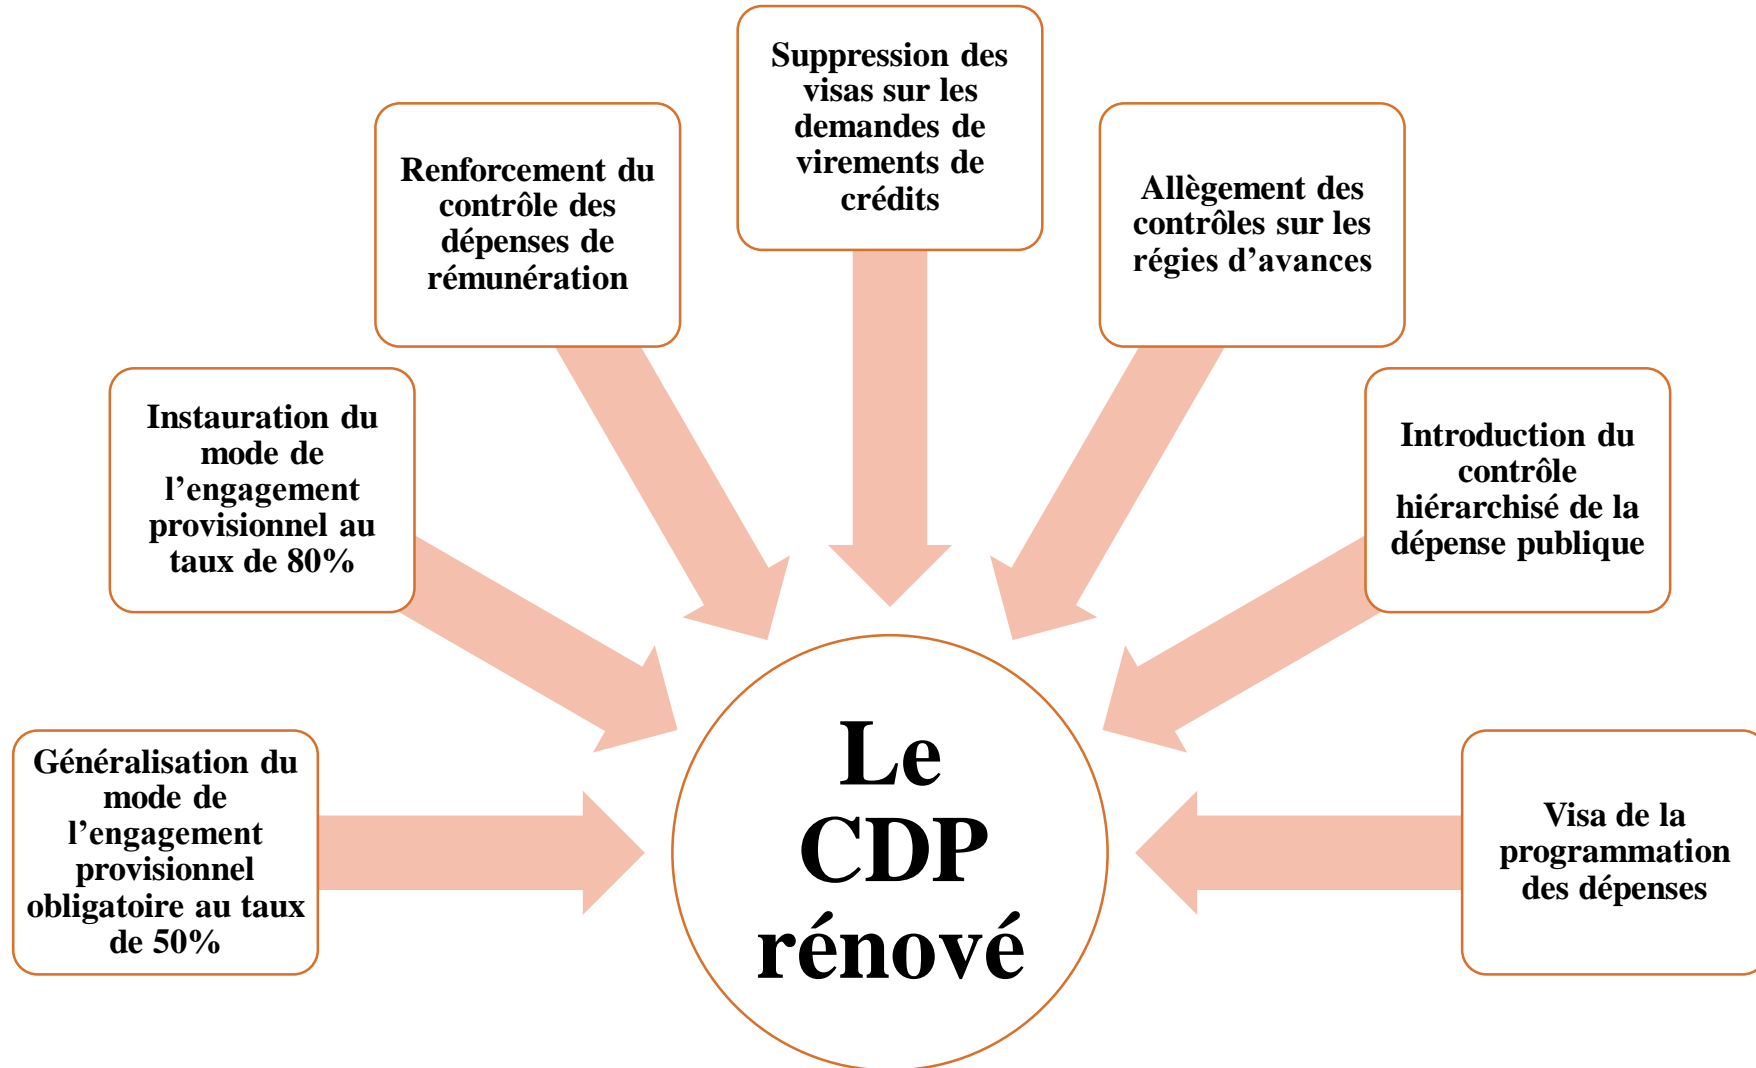 Suppression des
visas sur les
demandes de
virements de
crédits
Renforcement du
contrôle des
dépenses de
rémunération
Allègement des
contrôles sur les
régies d’avances
Instauration du
mode de
l’engagement
provisionnel au
taux de 80%
Introduction du
contrôle
hiérarchisé de la
dépense publique
Généralisation du
mode de
l’engagement
provisionnel
obligatoire au taux
de 50%
Le
CDP
rénové
Visa de la
programmation
des dépenses